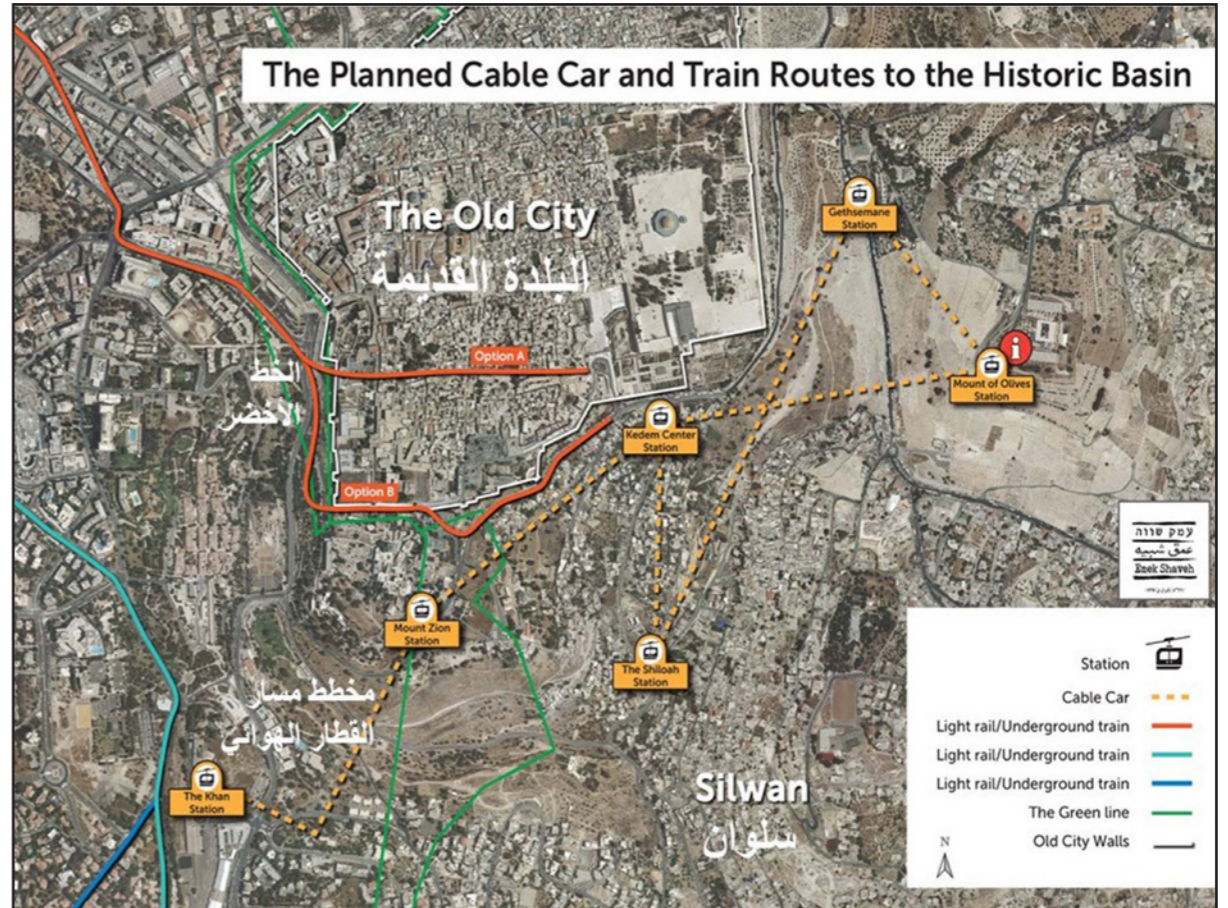 The Planned Cable Car and Train Routes to the Historic Basin
The Old City
البلدة القديمة
Gethsemane
Station
Option A
الخط
الأخضر
Mount of Olives
Station
Kedem Center
Station
Option B
עמק שווה
عمق شبيه
Emek Shaveh
Mount Zion
Station
The Shiloah
Station
مخطط مسار
القطار الهوائي
The Khan
Station
Silwan
سلوان
Station
Cable Car
Light rail/Underground train
Light rail/Underground train
Light rail/Underground train
The Green line
Old City Walls
N